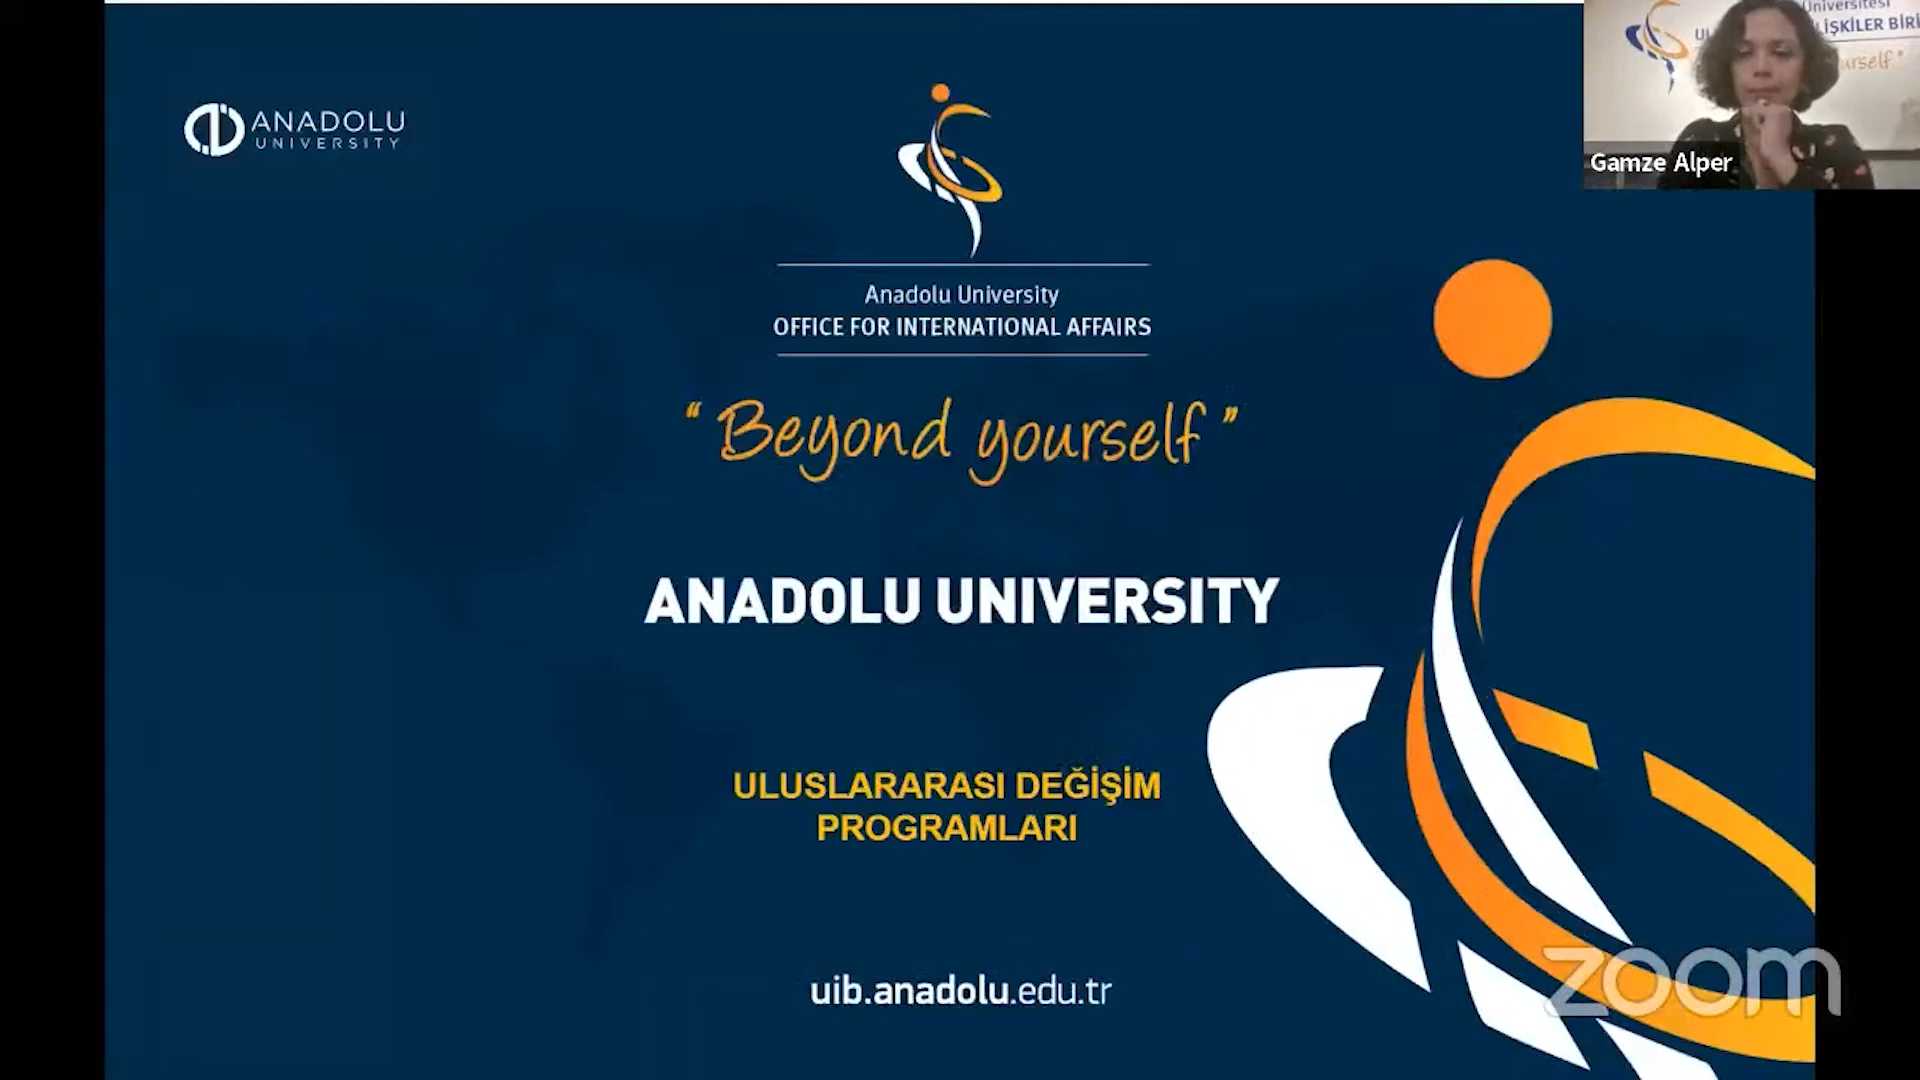 ANADOLU
UNIVERSITY
Anadolu University
OFFICE FOR INTERNATIONAL AFFAIRS
“Beyond yourself”
ANADOLU UNIVERSITY
ULUSLARARASI DEĞİŞİM
PROGRAMLARI
uib.anadolu.edu.tr
Üniversitesi
Gamze Alper
zoom